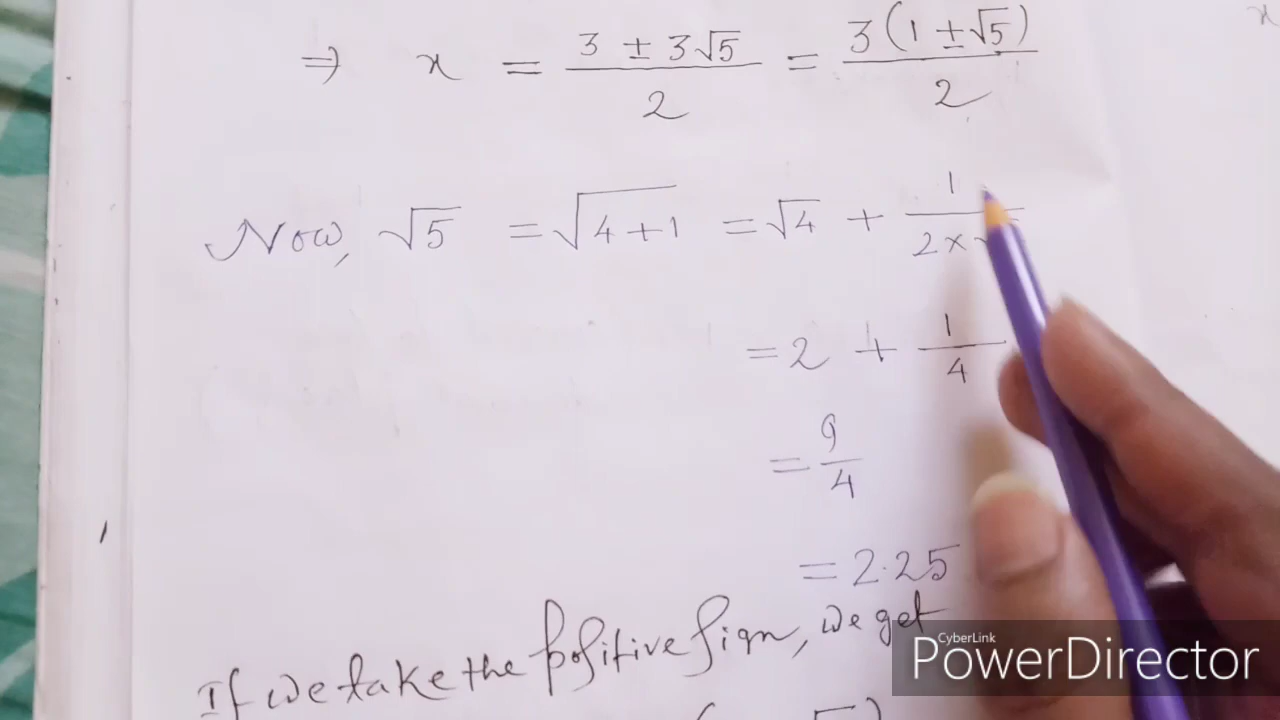 ⇒ x = 3 ± 3√5 / 2 = 3(1 ± √5) / 2
Now, √5 = √4+1 = √4 + 1 / 2×√
= 2 + 1/4
= 9/4
= 2.25
If we take the positive sign, we get
CyberLink
PowerDirector